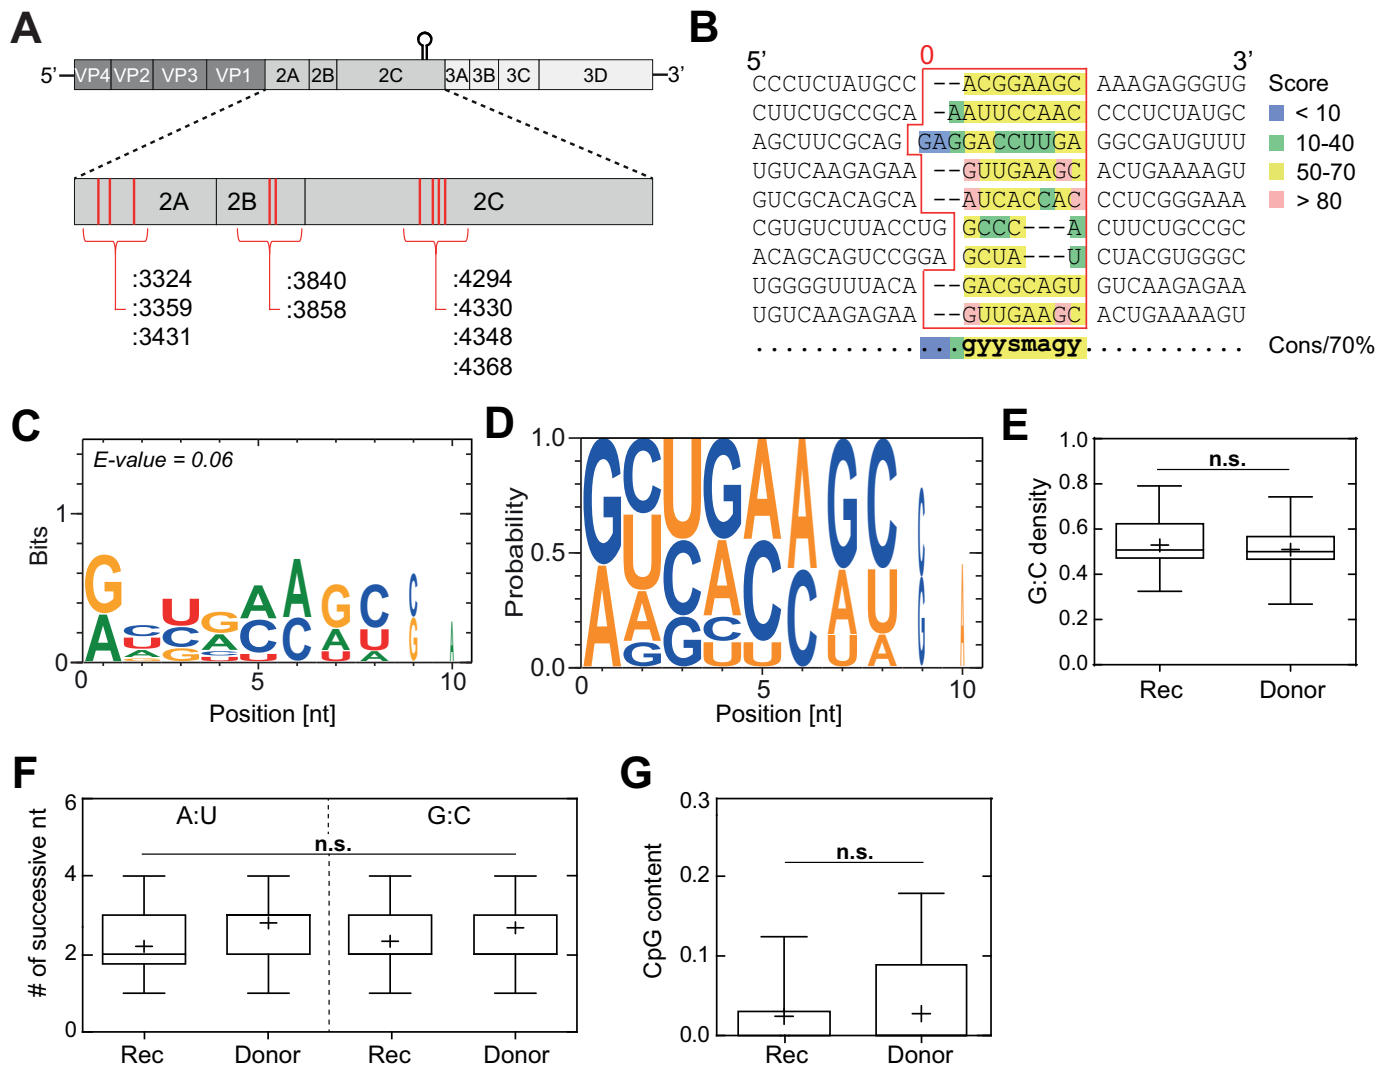 A
5’ VP4 VP2 VP3 VP1 2A 2B 2C 3A 3B 3C 3D 3’
2A 2B 2C
:3324
:3359
:3431
:3840
:3858
:4294
:4330
:4348
:4368
B
5’ 0 3’
CCCUCUAUGCC --ACGGAAGC AAAGAGGGUG
CUUCUGCCGCA -AAUUCCAAC CCCUCUAUGC
AGCUUCGCAG GAGGACCUUGA GGCGAUGUUU
UGUCAAGAGAA --GUUGAAGC ACUGAAAAGU
GUCGCACAGCA --AUCACCAC CCUCGGGAAA
CGUGUCUUACCUG GCCC---A CUUCUGCCGC
ACAGCAGUCCGGA GCUA---U CUACGUGGGC
UGGGGUUUACA --GACGCAGU GUCAAGAGAA
UGUCAAGAGAA --GUUGAAGC ACUGAAAAGU
..............gyysmagy........... Cons/70%
Score
< 10
10-40
50-70
> 80
C
E-value = 0.06
Bits
1
0
0 5 10
Position [nt]
D
Probability
1.0
0.5
0.0
0 5 10
Position [nt]
E
G:C density
1.0
0.8
0.6
0.4
0.2
0.0
n.s.
Rec Donor
F
# of successive nt
6
4
2
0
A:U G:C
n.s.
Rec Donor Rec Donor
G
CpG content
0.3
0.2
0.1
0.0
n.s.
Rec Donor